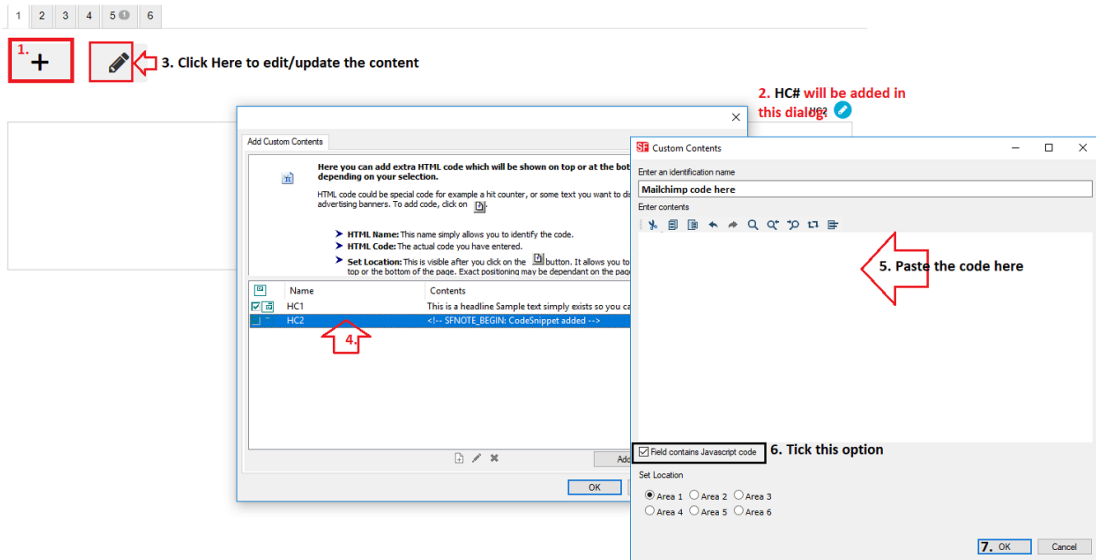 1 2 3 4 5 6
1.
3. Click Here to edit/update the content
2. HC# will be added in
this dialog.
HC2
Add Custom Contents
Here you can add extra HTML code which will be shown on top or at the bot
depending on your selection.
HTML code could be special code for example a hit counter, or some text you want to di
advertising banners. To add code, click on
HTML Name: This name simply allows you to identify the code.
HTML Code: The actual code you have entered.
Set Location: This is visible after you click on the button. It allows you to
top or the bottom of the page. Exact positioning may be dependant on the pag
Name Contents
HC1 This is a headline Sample text simply exists so you ca
HC2 <!-- SFNOTE_BEGIN: CodeSnippet added -->
4.
Add
OK
SF Custom Contents
Enter an identification name
Mailchimp code here
Enter contents
5. Paste the code here
Field contains Javascript code
6. Tick this option
Set Location
Area 1 Area 2 Area 3
Area 4 Area 5 Area 6
7. OK Cancel